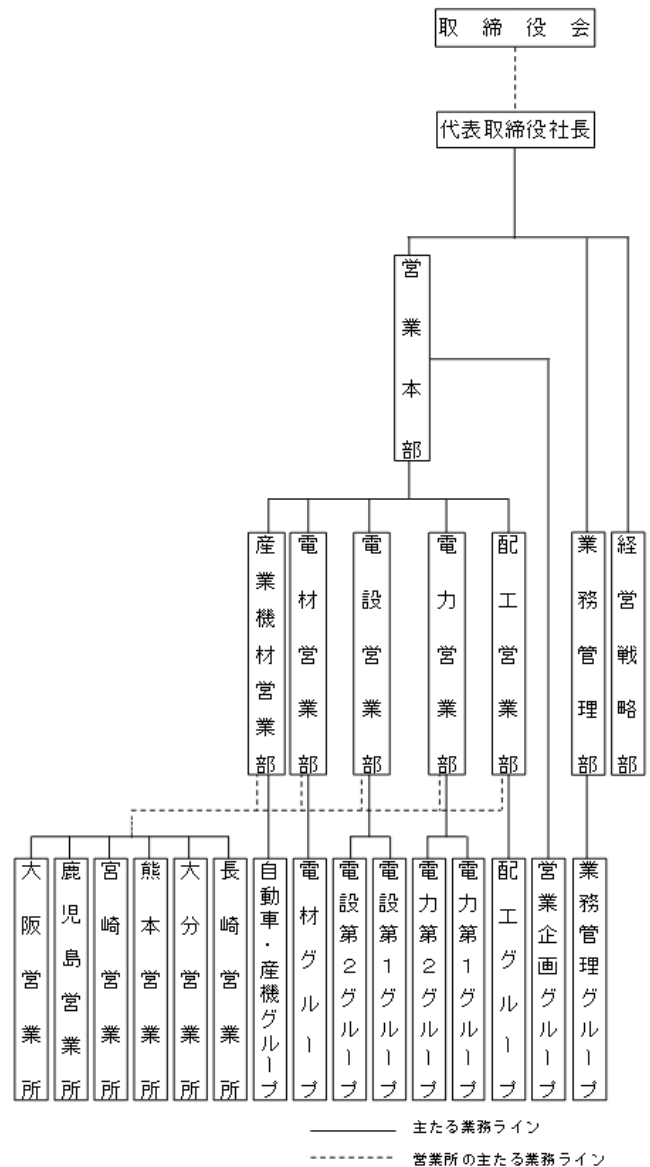 取締役会
代表取締役社長
営業本部
産業機材営業部
電材営業部
電設営業部
電力営業部
配工営業部
業務管理部
経営戦略部
大阪営業所
鹿児島営業所
宮崎営業所
熊本営業所
大分営業所
長崎営業所
自動車・産機グループ
電材グループ
電設第2グループ
電設第1グループ
電力第2グループ
電力第1グループ
配工グループ
営業企画グループ
業務管理グループ
主たる業務ライン
営業所の主たる業務ライン